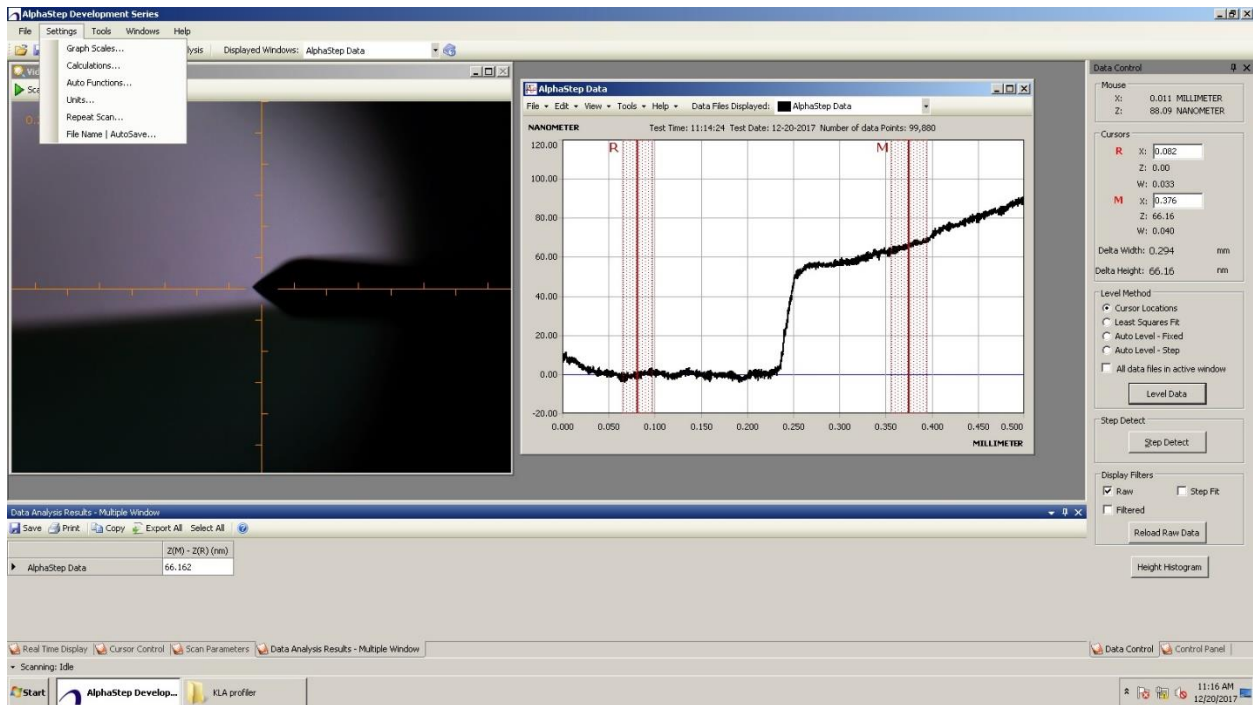 AlphaStep Development Series
File Settings Tools Windows Help
Graph Scales...
Calculations...
Auto Functions...
Units...
Repeat Scan...
File Name | AutoSave...
lysis Displayed Windows: AlphaStep Data
AlphaStep Data
File Edit View Tools Help Data Files Displayed: AlphaStep Data
NANOMETER Test Time: 11:14:24 Test Date: 12-20-2017 Number of data Points: 99,880
R M
120.00
100.00
80.00
60.00
40.00
20.00
0.00
-20.00
0.000 0.050 0.100 0.150 0.200 0.250 0.300 0.350 0.400 0.450 0.500
MILLIMETER
Data Control
Mouse
X: 0.011 MILLIMETER
Z: 88.09 NANOMETER
Cursors
R X: 0.082
Z: 0.00
W: 0.033
M X: 0.376
Z: 66.16
W: 0.040
Delta Width: 0.294 mm
Delta Height: 66.16 nm
Level Method
Cursor Locations
Least Squares Fit
Auto Level - Fixed
Auto Level - Step
All data files in active window
Level Data
Step Detect
Step Detect
Display Filters
Raw Step Fit
Filtered
Reload Raw Data
Height Histogram
Data Analysis Results - Multiple Window
Save Print Copy Export All Select All
Z(M) - Z(R) (nm)
AlphaStep Data 66.162
Real Time Display Cursor Control Scan Parameters Data Analysis Results - Multiple Window
Data Control Control Panel
Scanning: Idle
Start AlphaStep Develop... KLA profiler
11:16 AM
12/20/2017